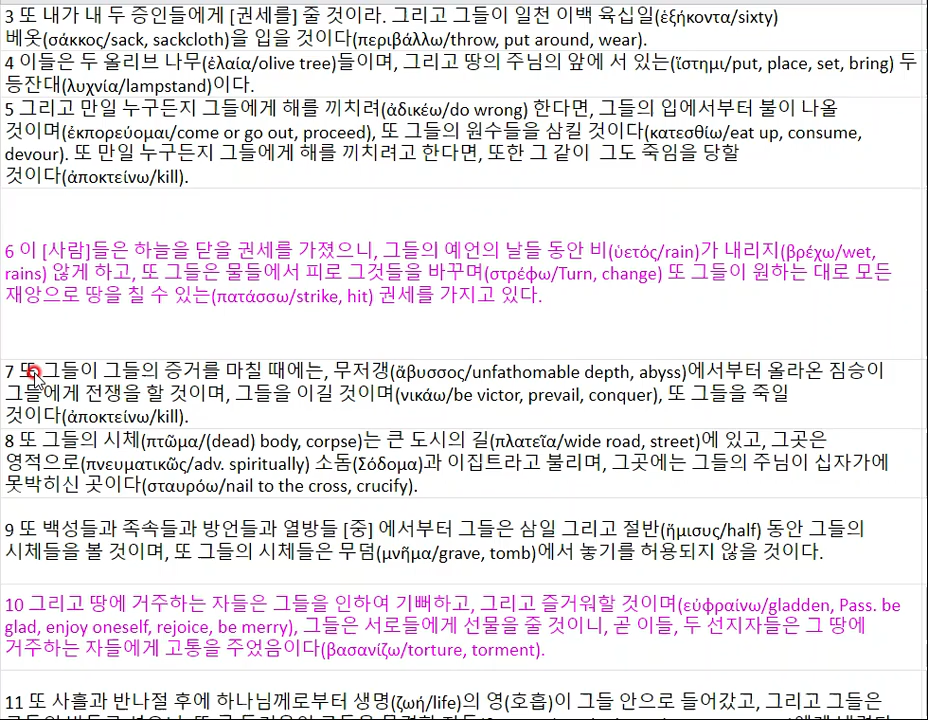 3 또 내가 내 두 증인들에게 [권세를] 줄 것이라. 그리고 그들이 일천 이백 육십일(ἑξήκοντα/sixty)
베옷(σάκκος/sack, sackcloth)을 입을 것이다(περιβάλλω/throw, put around, wear).
4 이들은 두 올리브 나무(ἐλαία/olive tree)들이며, 그리고 땅의 주님의 앞에 서 있는(ἵστημι/put, place, set, bring) 두
등잔대(λυχνία/lampstand)이다.
5 그리고 만일 누구든지 그들에게 해를 끼치려(ἀδικέω/do wrong) 한다면, 그들의 입에서부터 불이 나올
것이며(ἐκπορεύομαι/come or go out, proceed), 또 그들의 원수들을 삼킬 것이다(κατεσθίω/eat up, consume,
devour). 또 만일 누구든지 그들에게 해를 끼치려고 한다면, 또한 그 같이 그도 죽임을 당할
것이다(ἀποκτείνω/kill).
6 이 [사람]들은 하늘을 닫을 권세를 가졌으니, 그들의 예언의 날들 동안 비(ὑετός/rain)가 내리지(βρέχω/wet,
rains) 않게 하고, 또 그들은 물들에서 피로 그것들을 바꾸며(στρέφω/Turn, change) 또 그들이 원하는 대로 모든
재앙으로 땅을 칠 수 있는(πατάσσω/strike, hit) 권세를 가지고 있다.
7 또 그들이 그들의 증거를 마칠 때에는, 무저갱(ἄβυσσος/unfathomable depth, abyss)에서부터 올라온 짐승이
그들에게 전쟁을 할 것이며, 그들을 이길 것이며(νικάω/be victor, prevail, conquer), 또 그들을 죽일
것이다(ἀποκτείνω/kill).
8 또 그들의 시체(πτῶμα/(dead) body, corpse)는 큰 도시의 길(πλατεῖα/wide road, street)에 있고, 그곳은
영적으로(πνευματικῶς/adv. spiritually) 소돔(Σόδομα)과 이집트라고 불리며, 그곳에는 그들의 주님이 십자가에
못박히신 곳이다(σταυρόω/nail to the cross, crucify).
9 또 백성들과 족속들과 방언들과 열방들 [중] 에서부터 그들은 삼일 그리고 절반(ἥμισυς/half) 동안 그들의
시체들을 볼 것이며, 또 그들의 시체들은 무덤(μνῆμα/grave, tomb)에서 놓기를 허용되지 않을 것이다.
10 그리고 땅에 거주하는 자들은 그들을 인하여 기뻐하고, 그리고 즐거워할 것이며(εὐφραίνω/gladden, Pass. be
glad, enjoy oneself, rejoice, be merry), 그들은 서로들에게 선물을 줄 것이니, 곧 이들, 두 선지자들은 그 땅에
거주하는 자들에게 고통을 주었음이다(βασανίζω/torture, torment).
11 또 사흘과 반나절 후에 하나님께로부터 생명(ζωή/life)의 영(호흡)이 그들 안으로 들어갔고, 그리고 그들은